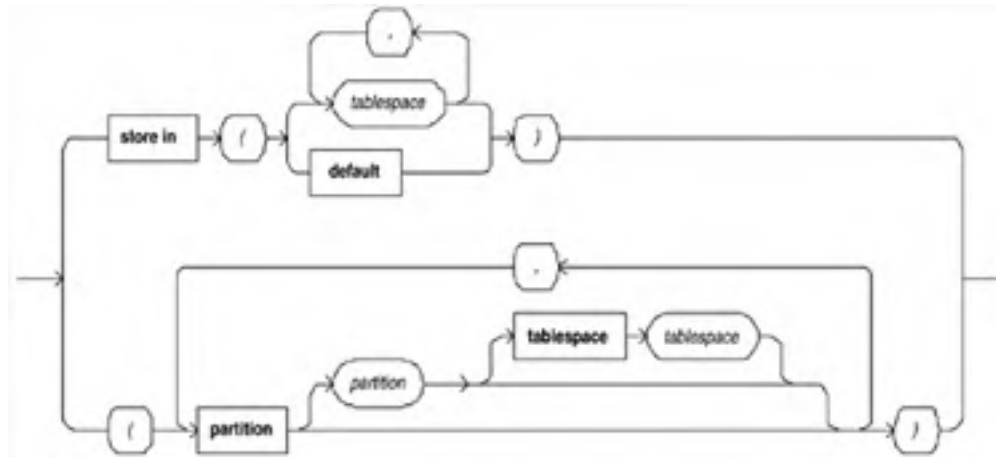 ,
tablespace
store in ( )
default
,
tablespace tablespace
partition
( partition )